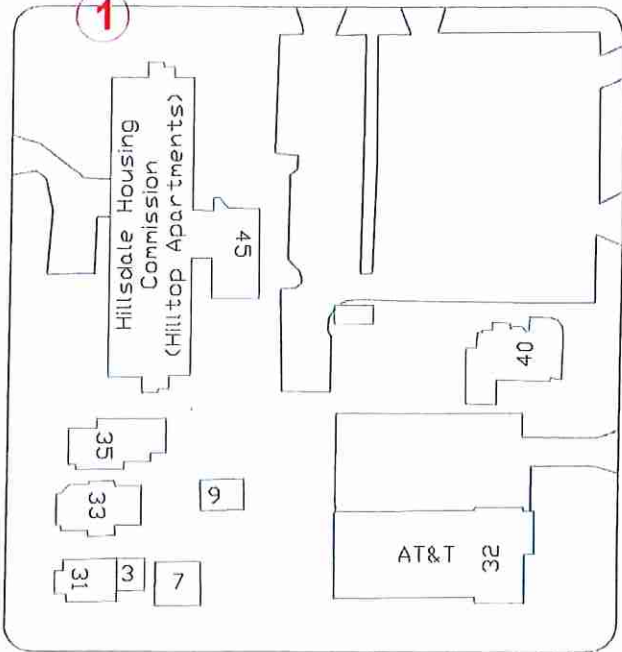 1
Hillsdale Housing
Commission
(Hilltop Apartments)
45
40
35
33
9
31
3
7
AT&T
32